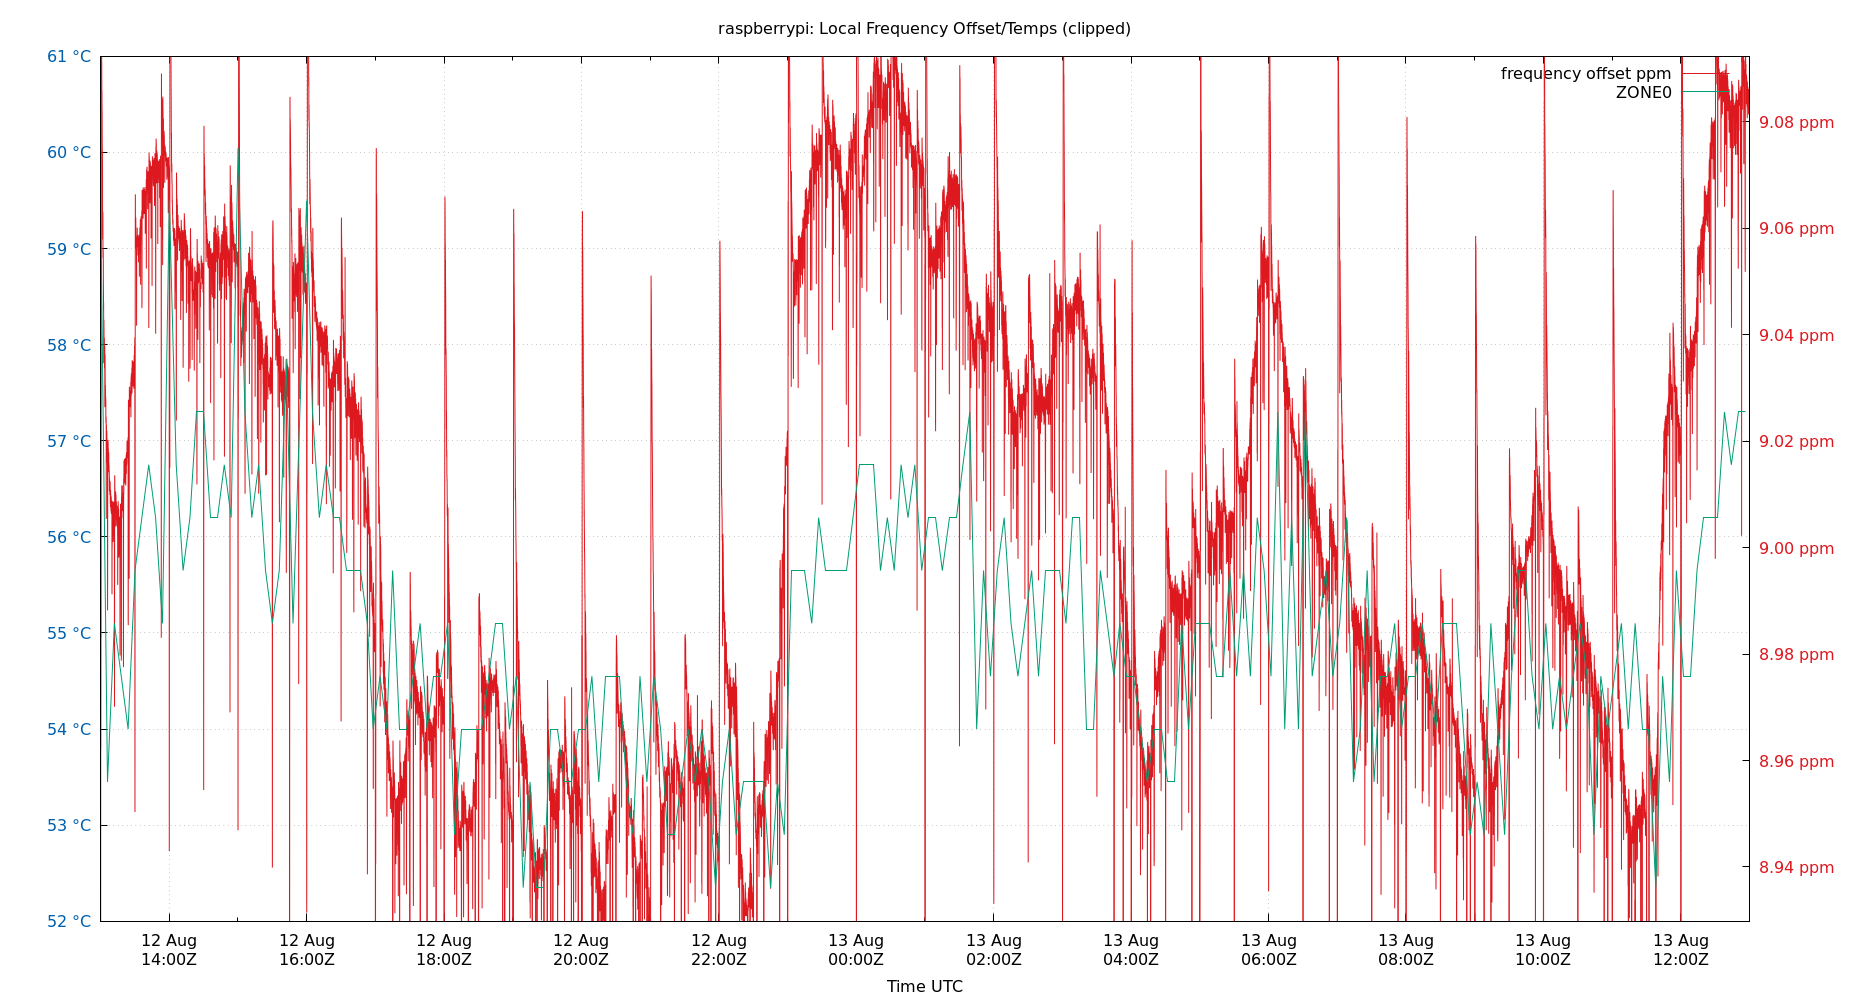 raspberrypi: Local Frequency Offset/Temps (clipped)
61 °C
60 °C
59 °C
58 °C
57 °C
56 °C
55 °C
54 °C
53 °C
52 °C
frequency offset ppm
ZONE0
9.08 ppm
9.06 ppm
9.04 ppm
9.02 ppm
9.00 ppm
8.98 ppm
8.96 ppm
8.94 ppm
12 Aug 12 Aug 12 Aug 12 Aug 12 Aug 13 Aug 13 Aug 13 Aug 13 Aug 13 Aug 13 Aug 13 Aug
14:00Z 16:00Z 18:00Z 20:00Z 22:00Z 00:00Z 02:00Z 04:00Z 06:00Z 08:00Z 10:00Z 12:00Z
Time UTC